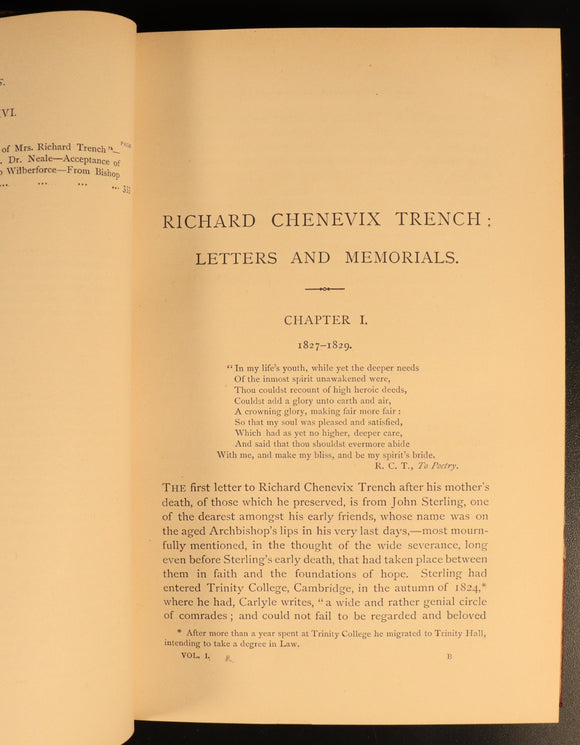 S.
VI.
PAGE
of Mrs. Richard Trench"—
. Dr. Neale—Acceptance of
o Wilberforce—From Bishop
... ... ... ... 333
RICHARD CHENEVIX TRENCH:
LETTERS AND MEMORIALS.
CHAPTER I.
1827–1829.
"In my life's youth, while yet the deeper needs
Of the inmost spirit unawakened were,
Thou couldst recount of high heroic deeds,
Couldst add a glory unto earth and air,
A crowning glory, making fair more fair:
So that my soul was pleased and satisfied,
Which had as yet no higher, deeper care,
And said that thou shouldst evermore abide
With me, and make my bliss, and be my spirit's bride.
R. C. T., To Poetry.
THE first letter to Richard Chenevix Trench after his mother's
death, of those which he preserved, is from John Sterling, one
of the dearest amongst his early friends, whose name was on
the aged Archbishop's lips in his very last days,—most mourn-
fully mentioned, in the thought of the wide severance, long
even before Sterling's early death, that had taken place between
them in faith and the foundations of hope. Sterling had
entered Trinity College, Cambridge, in the autumn of 1824,*
where he had, Carlyle writes, "a wide and rather genial circle
of comrades; and could not fail to be regarded and beloved
* After more than a year spent at Trinity College he migrated to Trinity Hall,
intending to take a degree in Law.
VOL. I. B